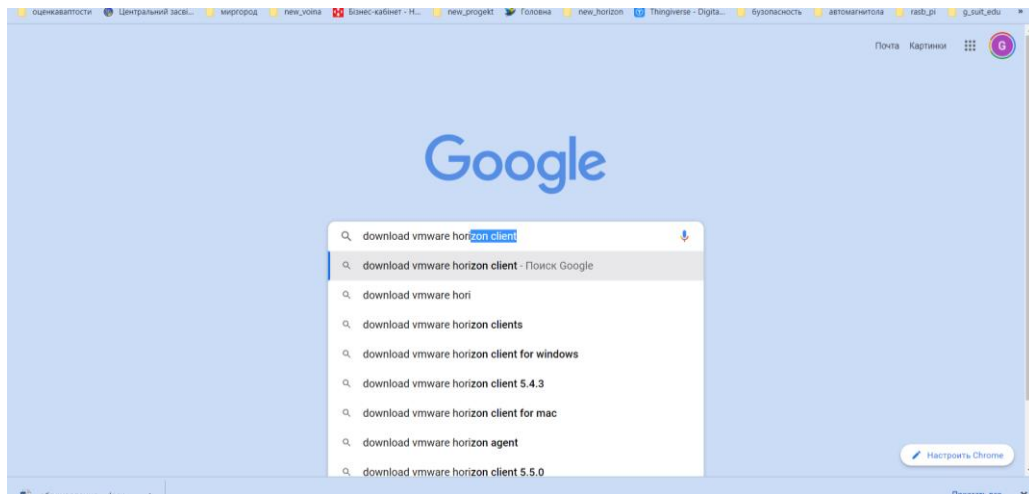 оценкаваптости Центральний засві... миргород new_voina Бізнес-кабінет - Н... new_progekt Головна new_horizon Thingiverse - Digita... бузопасность автомагнитола rasb_pi g_suit_edu »
Почта Картинки G
Google
download vmware horizon client
download vmware horizon client - Поиск Google
download vmware hori
download vmware horizon clients
download vmware horizon client for windows
download vmware horizon client 5.4.3
download vmware horizon client for mac
download vmware horizon agent
download vmware horizon client 5.5.0
Настроить Chrome